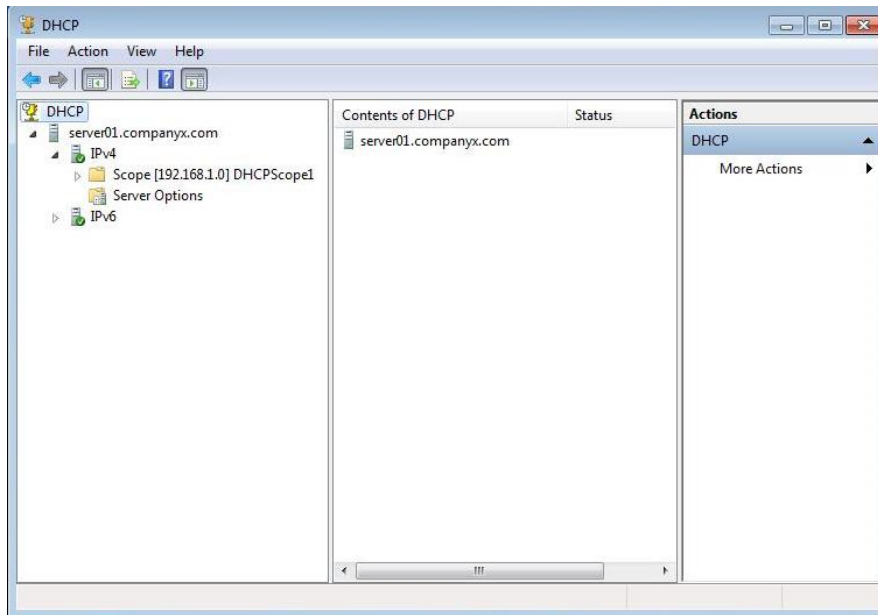 DHCP
File Action View Help
DHCP
server01.companyx.com
IPv4
Scope [192.168.1.0] DHCPScope1
Server Options
IPv6
Contents of DHCP Status
server01.companyx.com
Actions
DHCP
More Actions